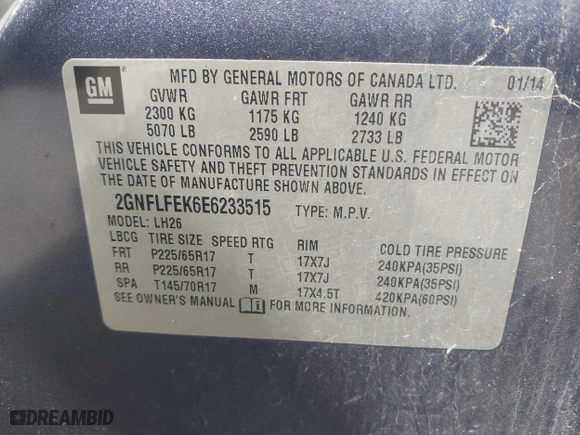 GM
MFD BY GENERAL MOTORS OF CANADA LTD. 01/14
GVWR GAWR FRT GAWR RR
2300 KG 1175 KG 1240 KG
5070 LB 2590 LB 2733 LB
THIS VEHICLE CONFORMS TO ALL APPLICABLE U.S. FEDERAL MOTOR
VEHICLE SAFETY AND THEFT PREVENTION STANDARDS IN EFFECT ON
THE DATE OF MANUFACTURE SHOWN ABOVE.
2GNFLFEK6E6233515 TYPE: M.P.V.
MODEL: LH26
LBCG TIRE SIZE SPEED RTG RIM COLD TIRE PRESSURE
FRT P225/65R17 T 17X7J 240KPA(35PSI)
RR P225/65R17 T 17X7J 240KPA(35PSI)
SPA T145/70R17 M 17X4.5T 420KPA(60PSI)
SEE OWNER'S MANUAL FOR MORE INFORMATION.
DREAMBID